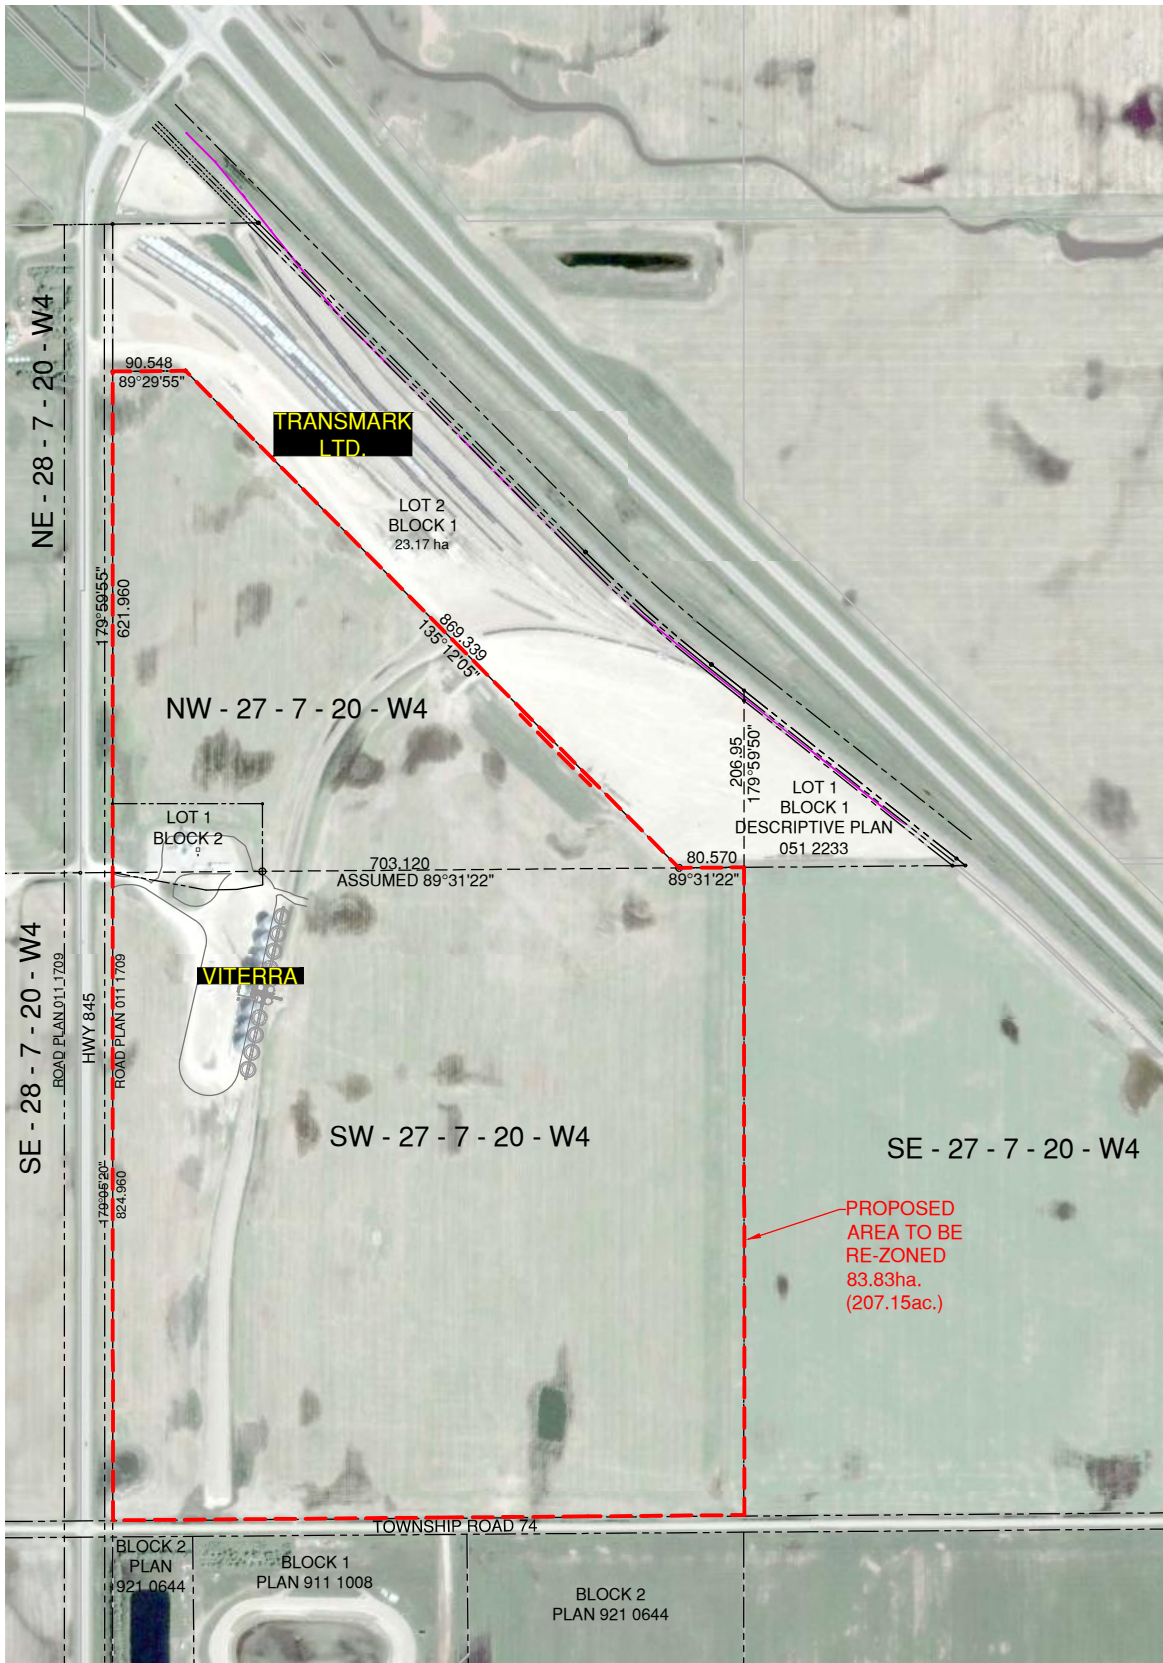 NE - 28 - 7 - 20 - W4
90.548
89°29'55"
TRANSMARK
LTD.
LOT 2
BLOCK 1
23.17 ha
179°59'55"
621.960
869.339
135°12'05"
NW - 27 - 7 - 20 - W4
206.95
179°59'50"
LOT 1
BLOCK 1
DESCRIPTIVE PLAN
051 2233
LOT 1
BLOCK 2
703.120
ASSUMED 89°31'22"
80.570
89°31'22"
SE - 28 - 7 - 20 - W4
ROAD PLAN 011 1709
HWY 845
ROAD PLAN 011 1709
VITERRA
179°05'20"
824.960
SW - 27 - 7 - 20 - W4
SE - 27 - 7 - 20 - W4
PROPOSED
AREA TO BE
RE-ZONED
83.83ha.
(207.15ac.)
TOWNSHIP ROAD 74
BLOCK 2
PLAN
921 0644
BLOCK 1
PLAN 911 1008
BLOCK 2
PLAN 921 0644